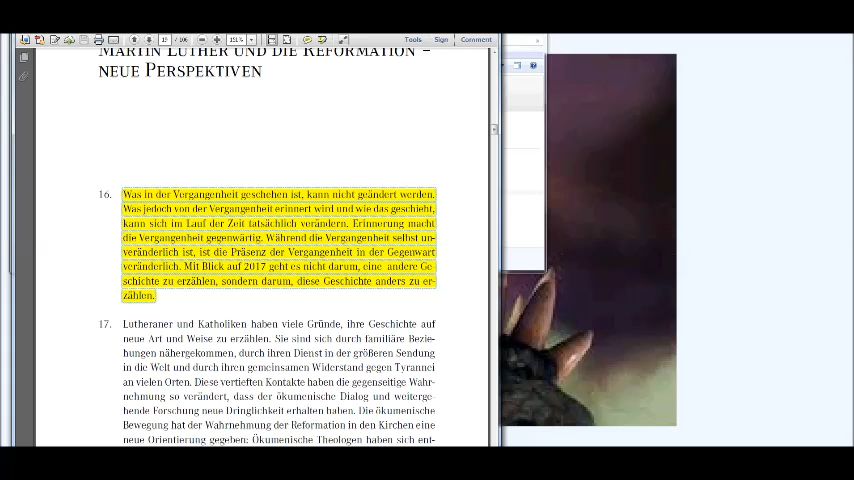 19 / 106
151%
Tools
Sign
Comment
MARTIN LUTHER UND DIE REFORMATION –
NEUE PERSPEKTIVEN
16. Was in der Vergangenheit geschehen ist, kann nicht geändert werden.
Was jedoch von der Vergangenheit erinnert wird und wie das geschieht,
kann sich im Lauf der Zeit tatsächlich verändern. Erinnerung macht
die Vergangenheit gegenwärtig. Während die Vergangenheit selbst un-
veränderlich ist, ist die Präsenz der Vergangenheit in der Gegenwart
veränderlich. Mit Blick auf 2017 geht es nicht darum, eine andere Ge
schichte zu erzählen, sondern darum, diese Geschichte anders zu er-
zählen.
17. Lutheraner und Katholiken haben viele Gründe, ihre Geschichte auf
neue Art und Weise zu erzählen. Sie sind sich durch familiäre Bezie-
hungen nähergekommen, durch ihren Dienst in der größeren Sendung
in die Welt und durch ihren gemeinsamen Widerstand gegen Tyrannei
an vielen Orten. Diese vertieften Kontakte haben die gegenseitige Wahr-
nehmung so verändert, dass der ökumenische Dialog und weiterge-
hende Forschung neue Dringlichkeit erhalten haben. Die ökumenische
Bewegung hat der Wahrnehmung der Reformation in den Kirchen eine
neue Orientierung gegeben: Ökumenische Theologen haben sich ent-